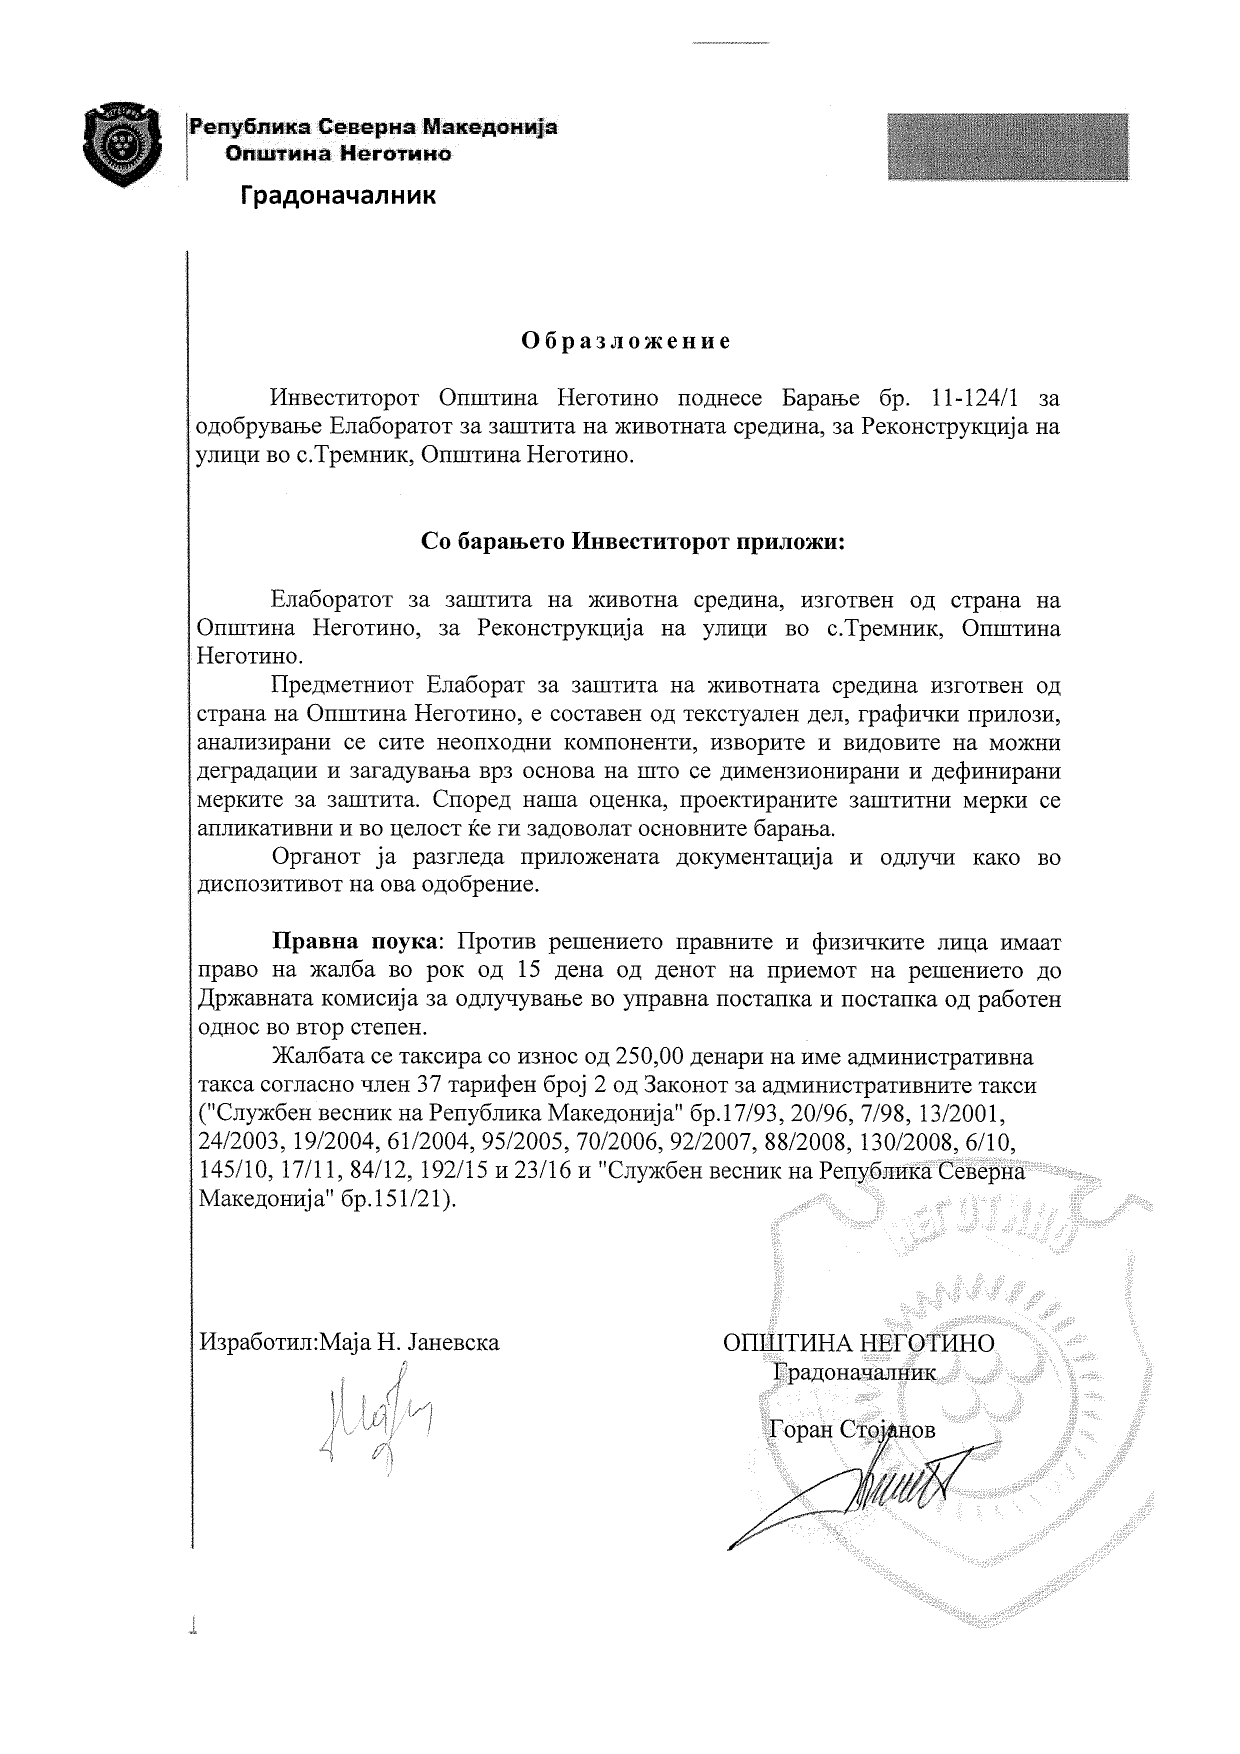 Република Северна Македонија
Општина Неготино
Градоначалник
Образложение
Инвеститорот Општина Неготино поднесе Барање бр. 11-124/1 за
одобрување Елаборатот за заштита на животната средина, за Реконструкција на
улици во с.Тремник, Општина Неготино.
Со барањето Инвеститорот приложи:
Елаборатот за заштита на животна средина, изготвен од страна на
Општина Неготино, за Реконструкција на улици во с.Тремник, Општина
Неготино.
Предметниот Елаборат за заштита на животната средина изготвен од
страна на Општина Неготино, е составен од текстуален дел, графички прилози,
анализирани се сите неопходни компоненти, изворите и видовите на можни
деградации и загадувања врз основа на што се димензионирани и дефинирани
мерките за заштита. Според наша оценка, проектираните заштитни мерки се
апликативни и во целост ќе ги задоволат основните барања.
Органот ја разгледа приложената документација и одлучи како во
диспозитивот на ова одобрение.
Правна поука: Против решението правните и физичките лица имаат
право на жалба во рок од 15 дена од денот на приемот на решението до
Државната комисија за одлучување во управна постапка и постапка од работен
однос во втор степен.
Жалбата се таксира со износ од 250,00 денари на име административна
такса согласно член 37 тарифен број 2 од Законот за административните такси
("Службен весник на Република Македонија" бр.17/93, 20/96, 7/98, 13/2001,
24/2003, 19/2004, 61/2004, 95/2005, 70/2006, 92/2007, 88/2008, 130/2008, 6/10,
145/10, 17/11, 84/12, 192/15 и 23/16 и "Службен весник на Република Северна
Македонија" бр.151/21).
НЕГОТИНО
Изработил:Маја Н. Јаневска
ОПШТИНА НЕГОТИНО
Градоначалник
Горан Стојанов